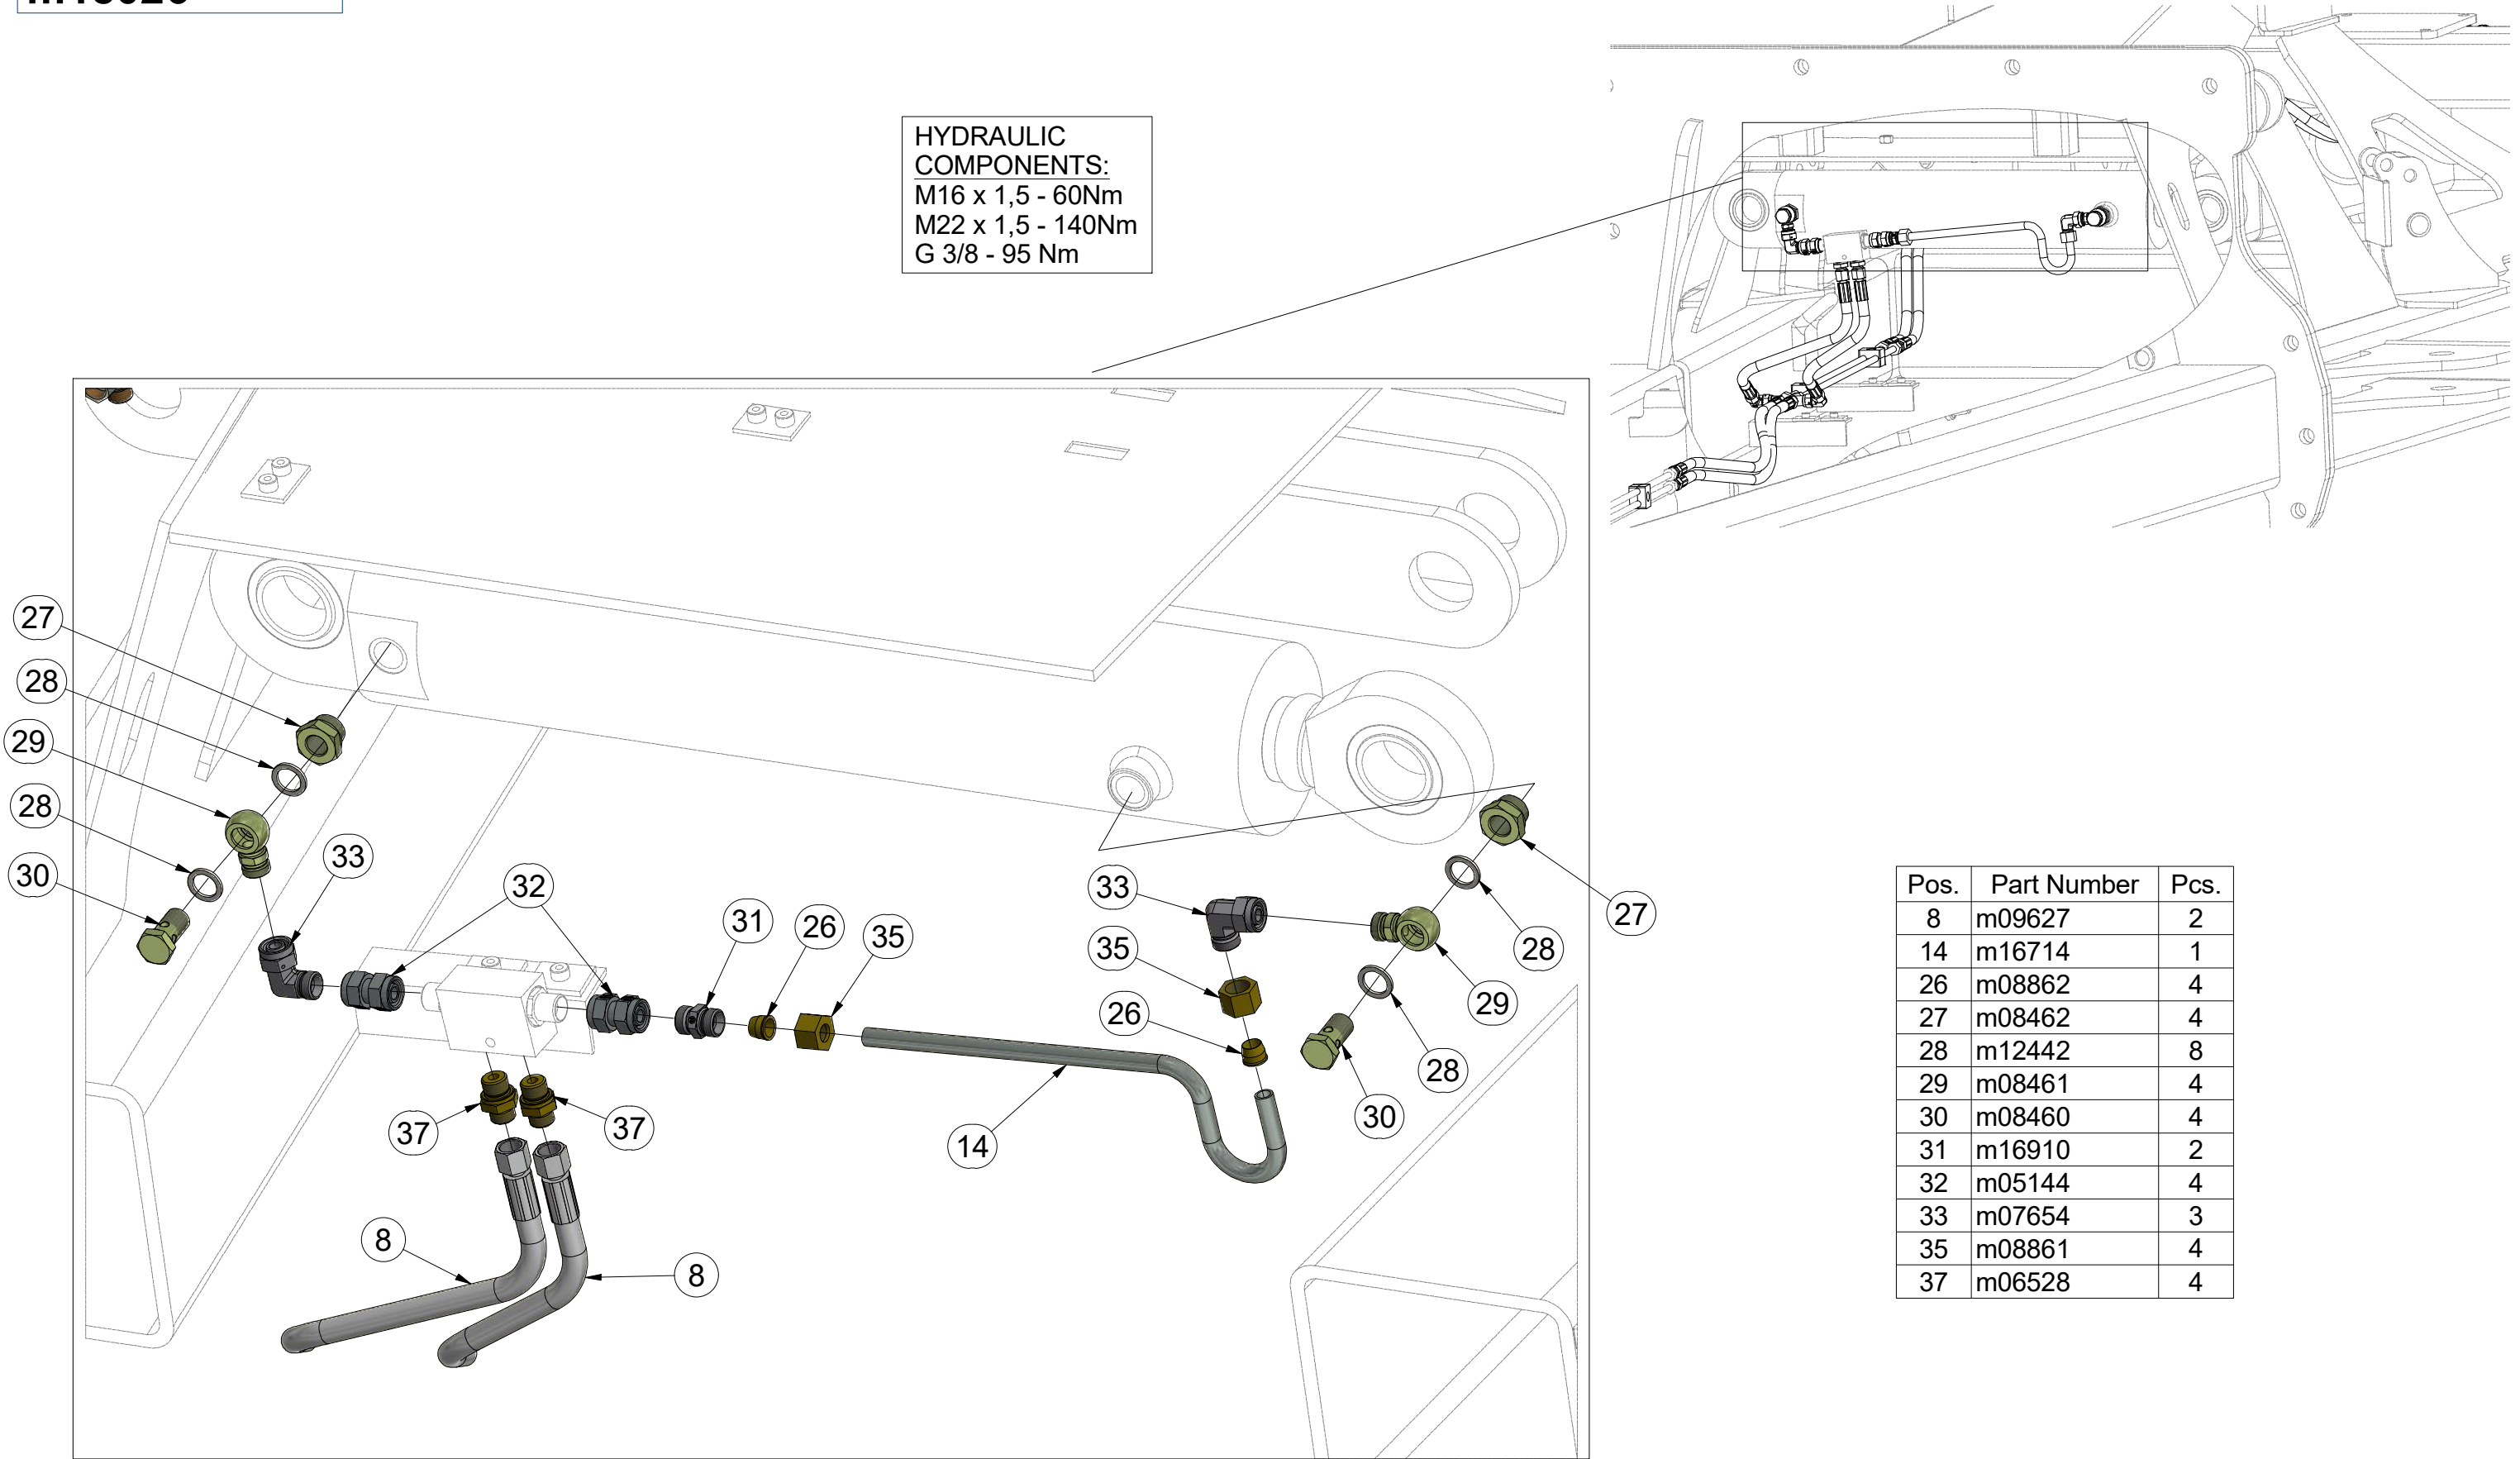 HYDRAULIC
COMPONENTS:
M16 x 1,5 - 60Nm
M22 x 1,5 - 140Nm
G 3/8 - 95 Nm
27
28
29
28
30
33
32
31
26
35
33
35
26
27
28
29
28
30
37
37
14
8
8
Pos. Part Number Pcs.
8 m09627 2
14 m16714 1
26 m08862 4
27 m08462 4
28 m12442 8
29 m08461 4
30 m08460 4
31 m16910 2
32 m05144 4
33 m07654 3
35 m08861 4
37 m06528 4